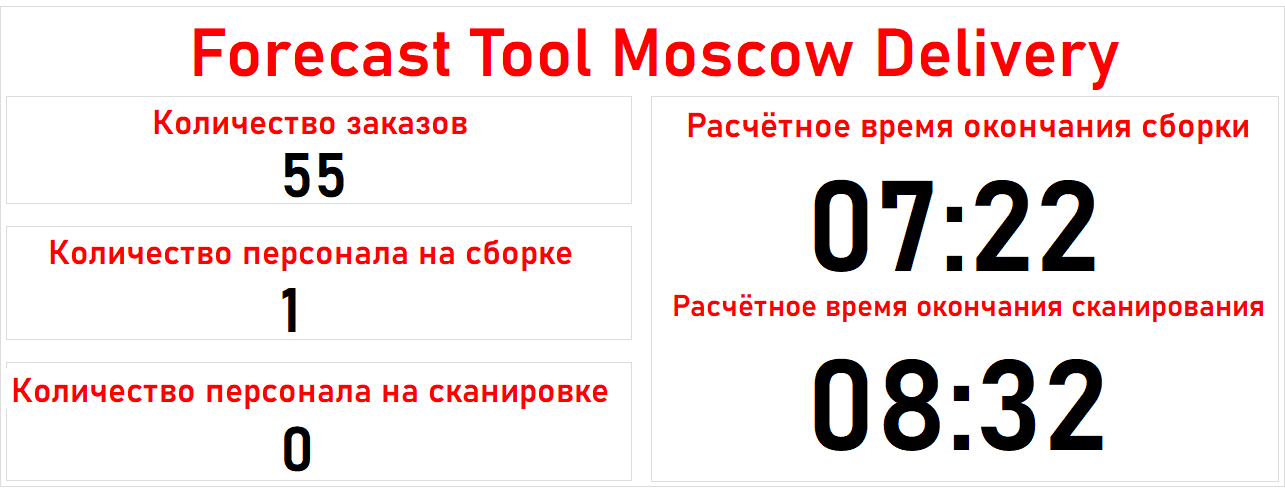 Forecast Tool Moscow Delivery
Количество заказов
55
Количество персонала на сборке
1
Количество персонала на сканировке
0
Расчётное время окончания сборки
07:22
Расчётное время окончания сканирования
08:32